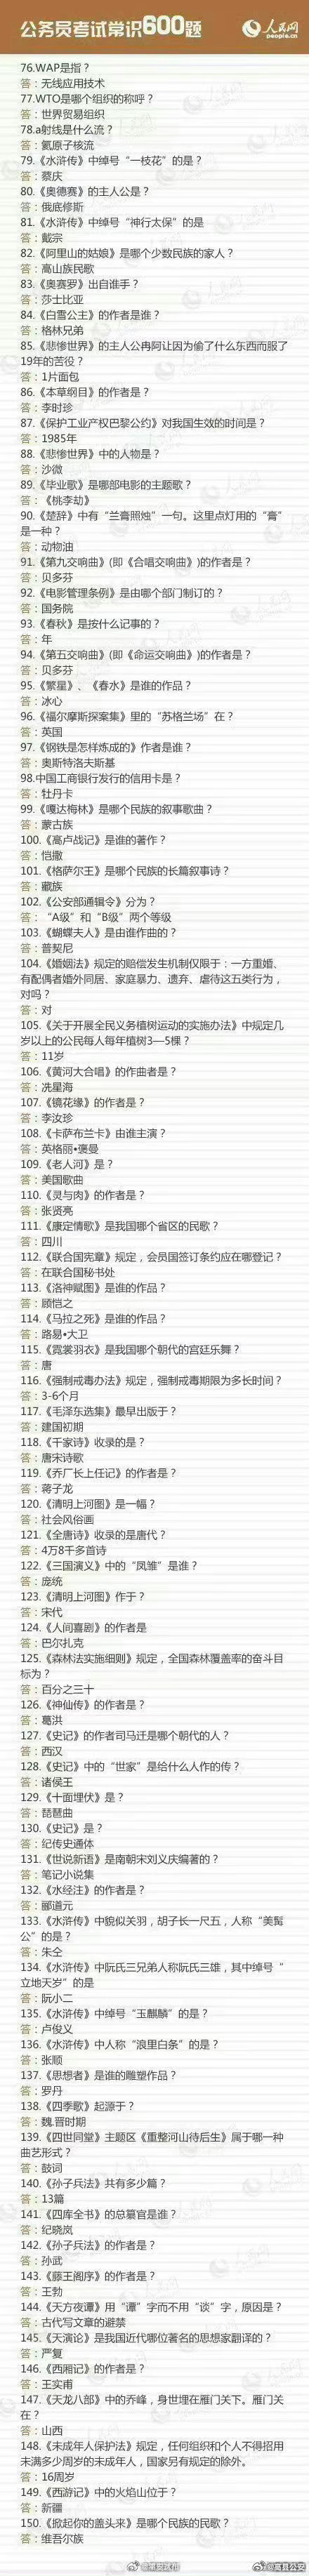 公务员考试常识600题
人民网
people.cn
76.WAP是指？
答：无线应用技术
77.WTO是哪个组织的称呼？
答：世界贸易组织
78.a射线是什么流？
答：氦原子核流
79.《水浒传》中绰号“一枝花”的是？
答：蔡庆
80.《奥德赛》的主人公是？
答：俄底修斯
81.《水浒传》中绰号“神行太保”的是
答：戴宗
82.《阿里山的姑娘》是哪个少数民族的家人？
答：高山族民歌
83.《奥赛罗》出自谁手？
答：莎士比亚
84.《白雪公主》的作者是谁？
答：格林兄弟
85.《悲惨世界》的主人公冉阿让因为偷了什么东西而服了
19年的苦役？
答：1片面包
86.《本草纲目》的作者是？
答：李时珍
87.《保护工业产权巴黎公约》对我国生效的时间是？
答：1985年
88.《悲惨世界》中的人物是？
答：沙微
89.《毕业歌》是哪部电影的主题歌？
答：《桃李劫》
90.《楚辞》中有“兰膏照烛”一句。这里点灯用的“膏”
是一种？
答：动物油
91.《第九交响曲》(即《合唱交响曲》)的作者是？
答：贝多芬
92.《电影管理条例》是由哪个部门制订的？
答：国务院
93.《春秋》是按什么记事的？
答：年
94.《第五交响曲》(即《命运交响曲》)的作者是？
答：贝多芬
95.《繁星》、《春水》是谁的作品？
答：冰心
96.《福尔摩斯探案集》里的“苏格兰场”在？
答：英国
97.《钢铁是怎样炼成的》作者是谁？
答：奥斯特洛夫斯基
98.中国工商银行发行的信用卡是？
答：牡丹卡
99.《嘎达梅林》是哪个民族的叙事歌曲？
答：蒙古族
100.《高卢战记》是谁的著作？
答：恺撒
101.《格萨尔王》是哪个民族的长篇叙事诗？
答：藏族
102.《公安部通辑令》分为？
答：“A级”和“B级”两个等级
103.《蝴蝶夫人》是由谁作曲的？
答：普契尼
104.《婚姻法》规定的赔偿发生机制仅限于：一方重婚、
有配偶者婚外同居、家庭暴力、遗弃、虐待这五类行为，
对吗？
答：对
105.《关于开展全民义务植树运动的实施办法》中规定几
岁以上的公民每人每年植树3—5棵？
答：11岁
106.《黄河大合唱》的作曲者是？
答：冼星海
107.《镜花缘》的作者是？
答：李汝珍
108.《卡萨布兰卡》由谁主演？
答：英格丽•褒曼
109.《老人河》是？
答：美国歌曲
110.《灵与肉》的作者是？
答：张贤亮
111.《康定情歌》是我国哪个省区的民歌？
答：四川
112.《联合国宪章》规定，会员国签订条约应在哪登记？
答：在联合国秘书处
113.《洛神赋图》是谁的作品？
答：顾恺之
114.《马拉之死》是谁的作品？
答：路易•大卫
115.《霓裳羽衣》是我国哪个朝代的宫廷乐舞？
答：唐
116.《强制戒毒办法》规定，强制戒毒期限为多长时间？
答：3-6个月
117.《毛泽东选集》最早出版于？
答：建国初期
118.《千家诗》收录的是？
答：唐宋诗歌
119.《乔厂长上任记》的作者是？
答：蒋子龙
120.《清明上河图》是一幅？
答：社会风俗画
121.《全唐诗》收录的是唐代？
答：4万8千多首诗
122.《三国演义》中的“凤雏”是谁？
答：庞统
123.《清明上河图》作于？
答：宋代
124.《人间喜剧》的作者是
答：巴尔扎克
125.《森林法实施细则》规定，全国森林覆盖率的奋斗目
标为？
答：百分之三十
126.《神仙传》的作者是？
答：葛洪
127.《史记》的作者司马迁是哪个朝代的人？
答：西汉
128.《史记》中的“世家”是给什么人作的传？
答：诸侯王
129.《十面埋伏》是？
答：琵琶曲
130.《史记》是？
答：纪传史通体
131.《世说新语》是南朝宋刘义庆编著的？
答：笔记小说集
132.《水经注》的作者是？
答：郦道元
133.《水浒传》中貌似关羽，胡子长一尺五，人称“美髯
公”的是？
答：朱仝
134.《水浒传》中阮氏三兄弟人称阮氏三雄，其中绰号“
立地天岁”的是
答：阮小二
135.《水浒传》中绰号“玉麒麟”的是？
答：卢俊义
136.《水浒传》中人称“浪里白条”的是？
答：张顺
137.《思想者》是谁的雕塑作品？
答：罗丹
138.《四季歌》起源于？
答：魏.晋时期
139.《四世同堂》主题区《重整河山待后生》属于哪一种
曲艺形式？
答：鼓词
140.《孙子兵法》共有多少篇？
答：13篇
141.《四库全书》的总篡官是谁？
答：纪晓岚
142.《孙子兵法》的作者是？
答：孙武
143.《藤王阁序》的作者是？
答：王勃
144.《天方夜谭》用“谭”字而不用“谈”字，原因是？
答：古代写文章的避禁
145.《天演论》是我国近代哪位著名的思想家翻译的？
答：严复
146.《西厢记》的作者是？
答：王实甫
147.《天龙八部》中的乔峰，身世埋在雁门关下。雁门关
在？
答：山西
148.《未成年人保护法》规定，任何组织和个人不得招用
未满多少周岁的未成年人，国家另有规定的除外。
答：16周岁
149.《西游记》中的火焰山位于？
答：新疆
150.《掀起你的盖头来》是哪个民族的民歌？
答：维吾尔族
@高县公安